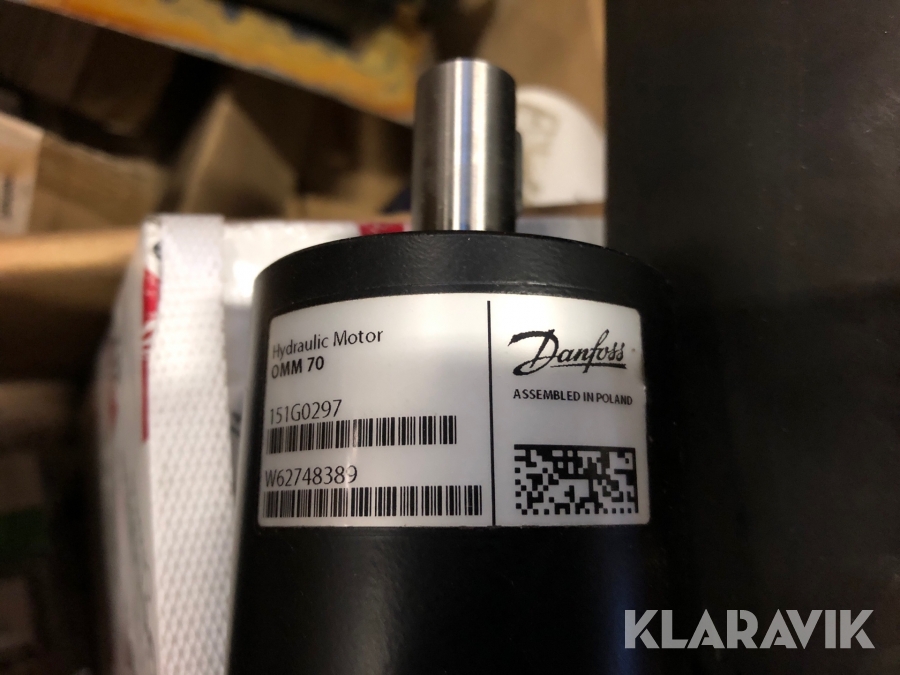 Hydraulic Motor
OMM 70
151G0297
W62748389
Danfoss
ASSEMBLED IN POLAND
KLARAVIK